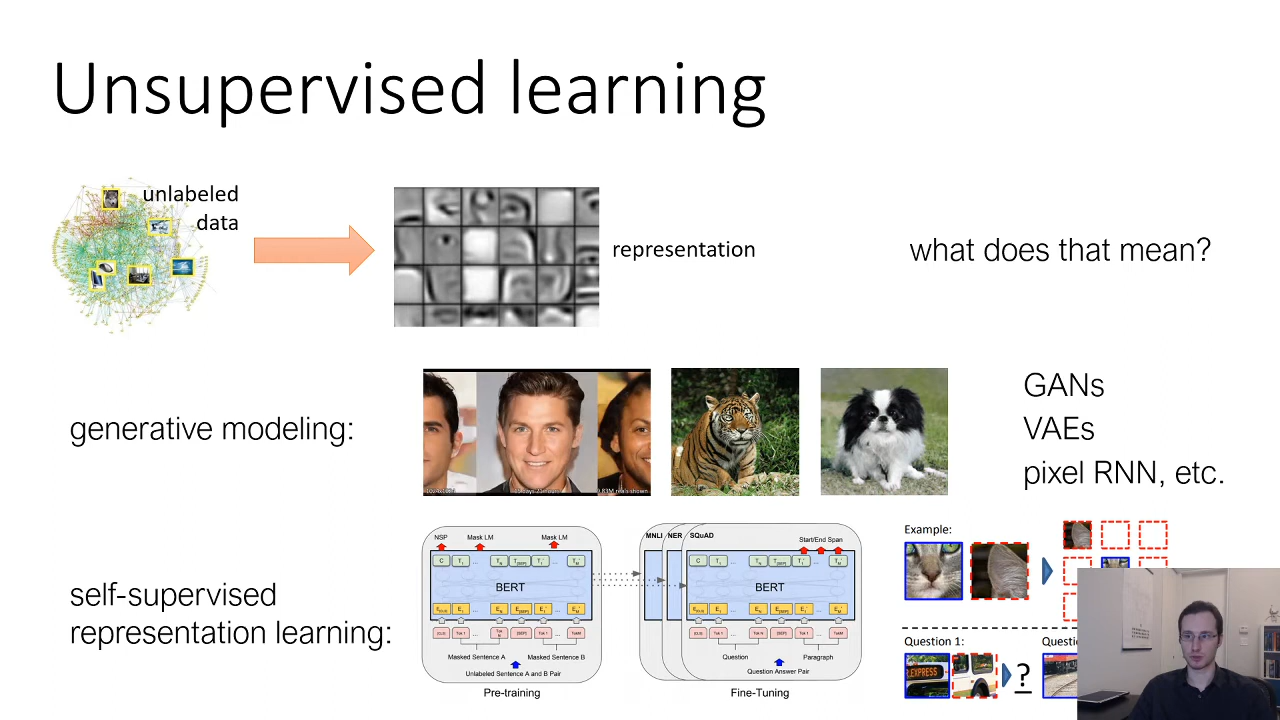 Unsupervised learning
unlabeled
data
representation
what does that mean?
generative modeling:
GANs
VAEs
pixel RNN, etc.
self-supervised
representation learning:
NSP Mask LM Mask LM
BERT
Masked Sentence A Masked Sentence B
Unlabeled Sentence A and B Pair
Pre-training
MNLI NER SQuAD
Start/End Span
BERT
Question Paragraph
Question Answer Pair
Fine-Tuning
Example:
Question 1:
EXPRESS
?